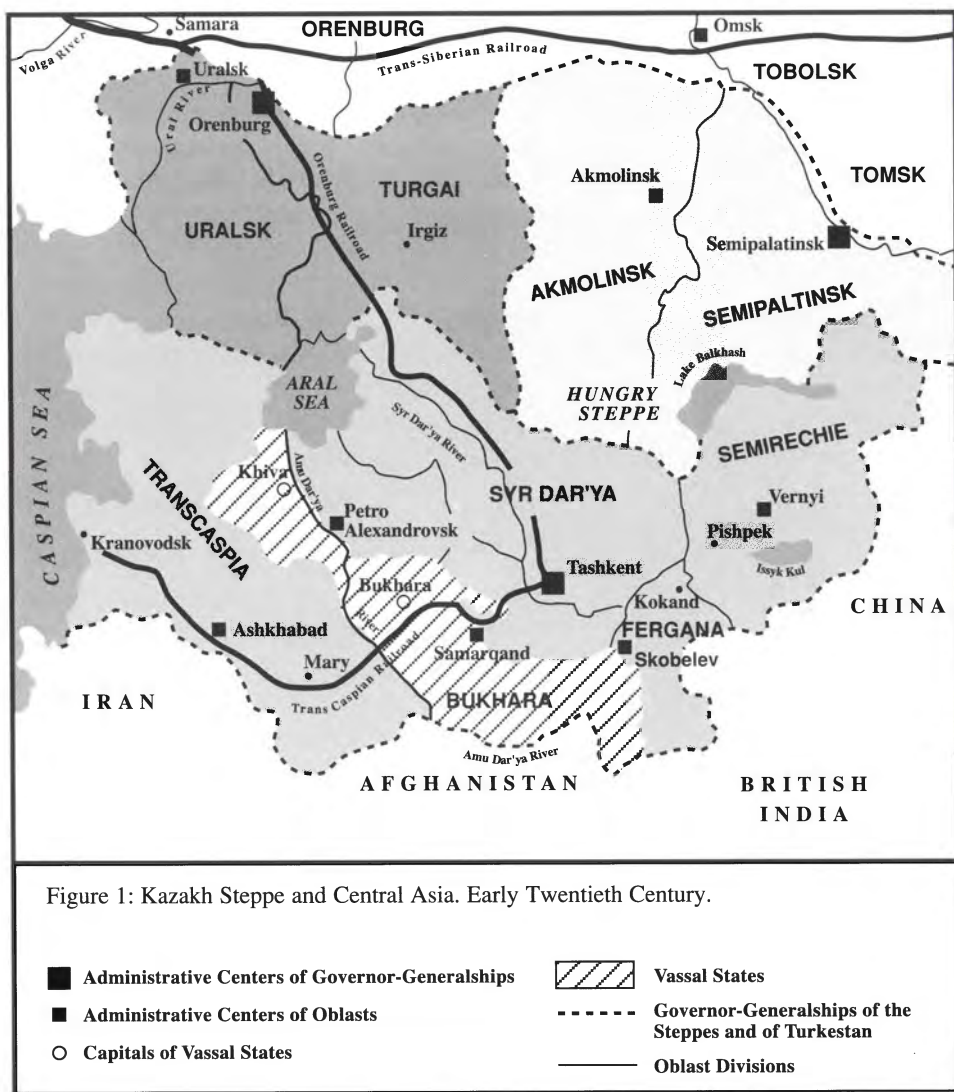 Samara
ORENBURG
Omsk
Volga River
Trans-Siberian Railroad
TOBOLSK
Uralsk
Ural River
Orenburg
Orenburg Railroad
TURGAI
Akmolinsk
TOMSK
URALSK
Irgiz
Semipalatinsk
AKMOLINSK
SEMIPALTINSK
Lake Balkhash
CASPIAN SEA
ARAL
SEA
HUNGRY
STEPPE
Syr Dar'ya River
SEMIRECHIE
TRANSCASPIA
Khiva
Amu Dar'ya
SYR DAR'YA
Vernyi
Petro
Alexandrovsk
Kranovodsk
Pishpek
Issyk Kul
Tashkent
Bukhara
Kokand
CHINA
River
Ashkhabad
FERGANA
Samarqand
Skobelev
Mary
IRAN
Trans Caspian Railroad
BUKHARA
Amu Dar'ya River
AFGHANISTAN
BRITISH
INDIA
Figure 1: Kazakh Steppe and Central Asia. Early Twentieth Century.
Administrative Centers of Governor-Generalships
Administrative Centers of Oblasts
Capitals of Vassal States
Vassal States
Governor-Generalships of the
Steppes and of Turkestan
Oblast Divisions